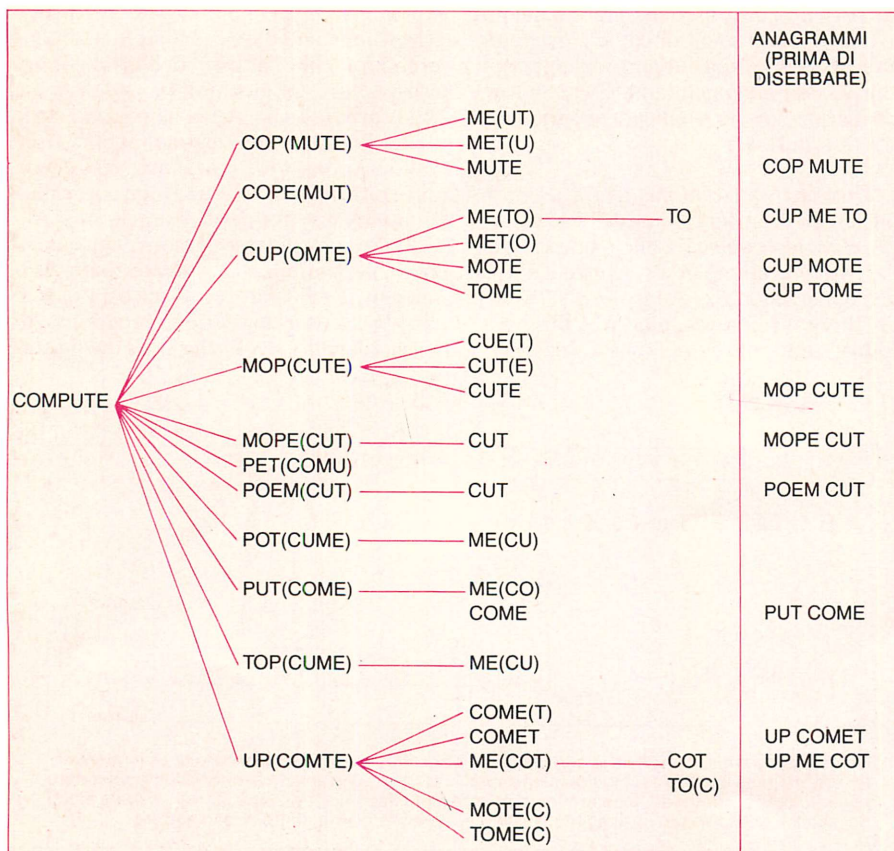 ANAGRAMMI
(PRIMA DI
DISERBARE)
ME(UT)
COP(MUTE) MET(U)
MUTE COP MUTE
COPE(MUT)
ME(TO) TO CUP ME TO
MET(O)
CUP(OMTE) MOTE CUP MOTE
TOME CUP TOME
CUE(T)
MOP(CUTE) CUT(E)
CUTE MOP CUTE
COMPUTE
MOPE(CUT) CUT MOPE CUT
PET(COMU)
POEM(CUT) CUT POEM CUT
POT(CUME) ME(CU)
PUT(COME) ME(CO)
COME PUT COME
TOP(CUME) ME(CU)
COME(T)
COMET UP COMET
UP(COMTE) ME(COT) COT UP ME COT
TO(C)
MOTE(C)
TOME(C)